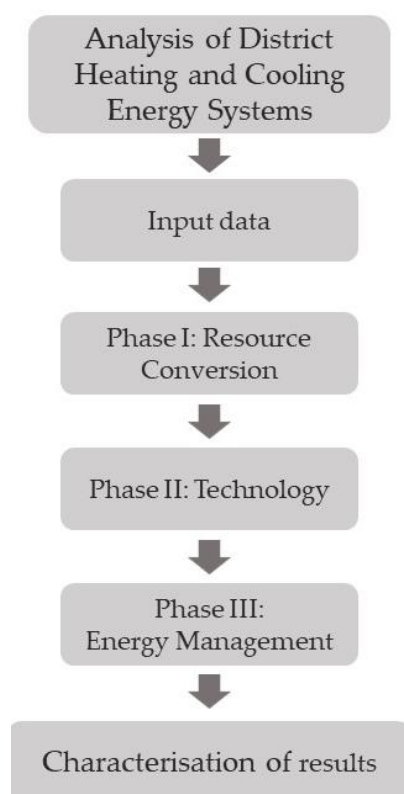 Analysis of District
Heating and Cooling
Energy Systems
Input data
Phase I: Resource
Conversion
Phase II: Technology
Phase III:
Energy Management
Characterisation of results